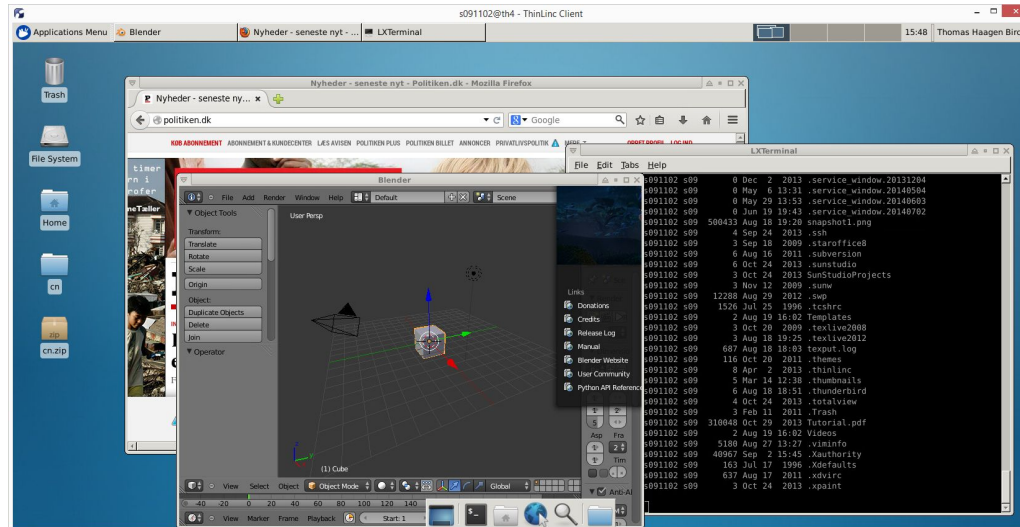 s091102@th4 - ThinLinc Client
Applications Menu
Blender
Nyheder - seneste nyt - ...
LXTerminal
15:48
Thomas Haagen Birc
Trash
File System
Home
cn
zip
cn.zip
Nyheder - seneste nyt - Politiken.dk - Mozilla Firefox
Nyheder - seneste ny...
politiken.dk
Google
KØB ABONNEMENT ABONNEMENT & KUNDECENTER LÆS AVISEN POLITIKEN PLUS POLITIKEN BILLET ANNONCER PRIVATLIVSPOLITIK
Blender
File Add Render Window Help Default Scene
Object Tools
Transform:
Translate
Rotate
Scale
Origin
Object:
Duplicate Objects
Delete
Join
Operator
User Persp
(1) Cube
Links
Donations
Credits
Release Log
Manual
Blender Website
User Community
Python API Reference
Asp Fra
Tim
View Select Object Object Mode Global
-40 -20 0 20 40 60 80 100 120 140
View Marker Frame Playback Start: 1
LXTerminal
File Edit Tabs Help
s091102 s09 0 Dec 2 2013 .service_window.20131204
s091102 s09 0 May 6 13:31 .service_window.20140504
s091102 s09 0 May 29 13:53 .service_window.20140603
s091102 s09 0 Jun 19 19:43 .service_window.20140702
s091102 s09 500433 Aug 18 19:20 snapshot1.png
s091102 s09 4 Sep 24 2013 .ssh
s091102 s09 3 Sep 18 2009 .staroffice8
s091102 s09 6 Aug 16 2011 .subversion
s091102 s09 6 Oct 24 2013 .sunstudio
s091102 s09 3 Oct 24 2013 SunStudioProjects
s091102 s09 3 Nov 12 2009 .sunw
s091102 s09 12288 Aug 29 2012 .swp
s091102 s09 1526 Jul 25 1996 .tcshrc
s091102 s09 2 Aug 19 16:02 Templates
s091102 s09 3 Oct 20 2009 .texlive2008
s091102 s09 3 Aug 18 19:25 .texlive2012
s091102 s09 687 Aug 18 18:03 texput.log
s091102 s09 116 Oct 20 2011 .themes
s091102 s09 8 Apr 2 2013 .thinlinc
s091102 s09 5 Mar 14 12:38 .thumbnails
s091102 s09 6 Aug 18 18:51 .thunderbird
s091102 s09 4 Oct 24 2013 .totalview
s091102 s09 3 Feb 11 2011 .Trash
s091102 s09 310048 Oct 29 2013 Tutorial.pdf
s091102 s09 2 Aug 19 16:02 Videos
s091102 s09 5180 Aug 27 13:27 .viminfo
s091102 s09 40967 Sep 2 15:45 .Xauthority
s091102 s09 163 Jul 17 1996 .Xdefaults
s091102 s09 637 Aug 17 2011 .xdvirc
s091102 s09 3 Oct 24 2013 .xpaint